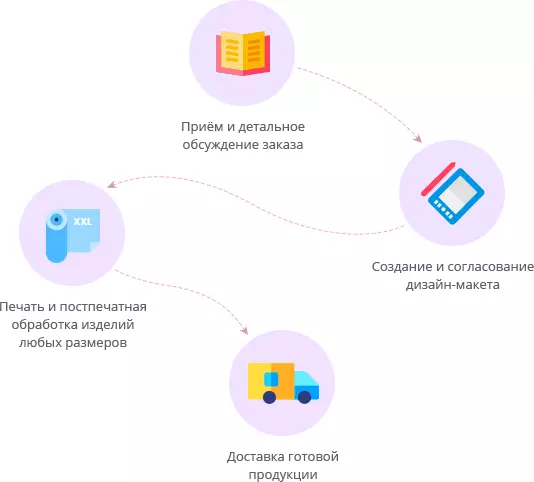 Приём и детальное
обсуждение заказа
Создание и согласование
дизайн-макета
XXL
Печать и постпечатная
обработка изделий
любых размеров
Доставка готовой
продукции